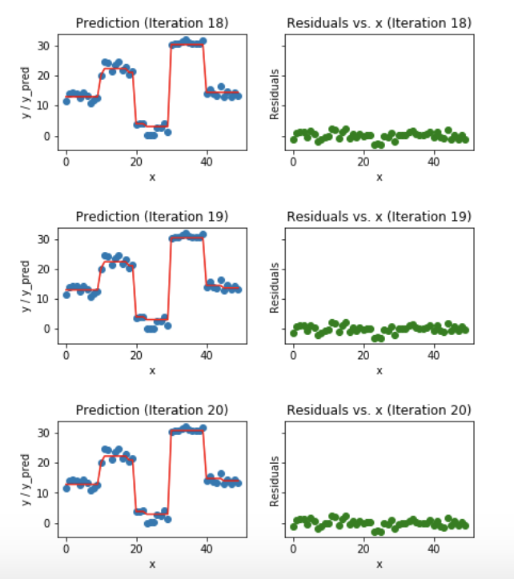 Prediction (Iteration 18)
Residuals vs. x (Iteration 18)
30
20
10
0
y / y_pred
Residuals
0 20 40
0 20 40
x
x
Prediction (Iteration 19)
Residuals vs. x (Iteration 19)
30
20
10
0
y / y_pred
Residuals
0 20 40
0 20 40
x
x
Prediction (Iteration 20)
Residuals vs. x (Iteration 20)
30
20
10
0
y / y_pred
Residuals
0 20 40
0 20 40
x
x